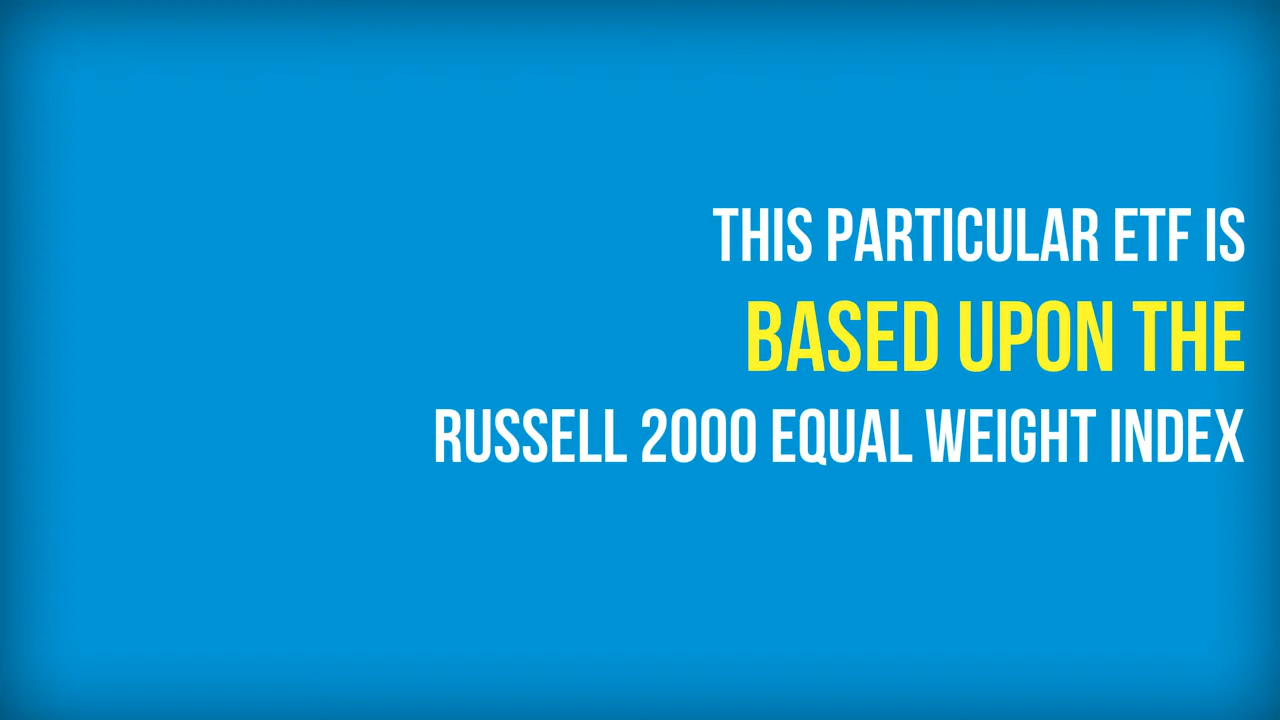 THIS PARTICULAR ETF IS
BASED UPON THE
RUSSELL 2000 EQUAL WEIGHT INDEX